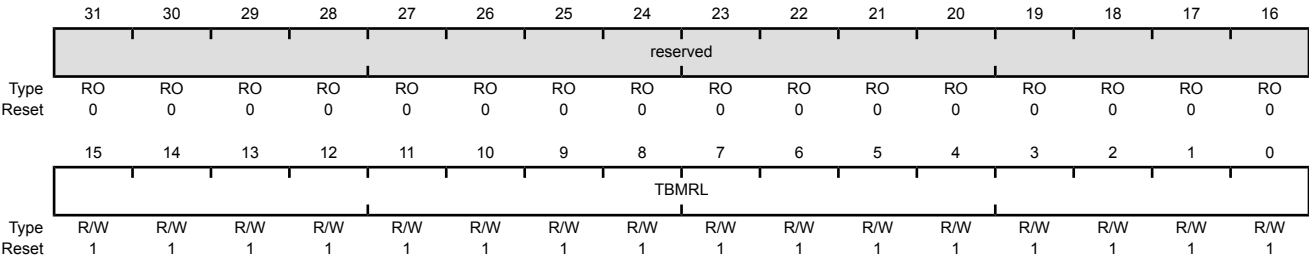 31 30 29 28 27 26 25 24 23 22 21 20 19 18 17 16
reserved
Type RO RO RO RO RO RO RO RO RO RO RO RO RO RO RO RO
Reset 0 0 0 0 0 0 0 0 0 0 0 0 0 0 0 0
15 14 13 12 11 10 9 8 7 6 5 4 3 2 1 0
TBMRL
Type R/W R/W R/W R/W R/W R/W R/W R/W R/W R/W R/W R/W R/W R/W R/W R/W
Reset 1 1 1 1 1 1 1 1 1 1 1 1 1 1 1 1